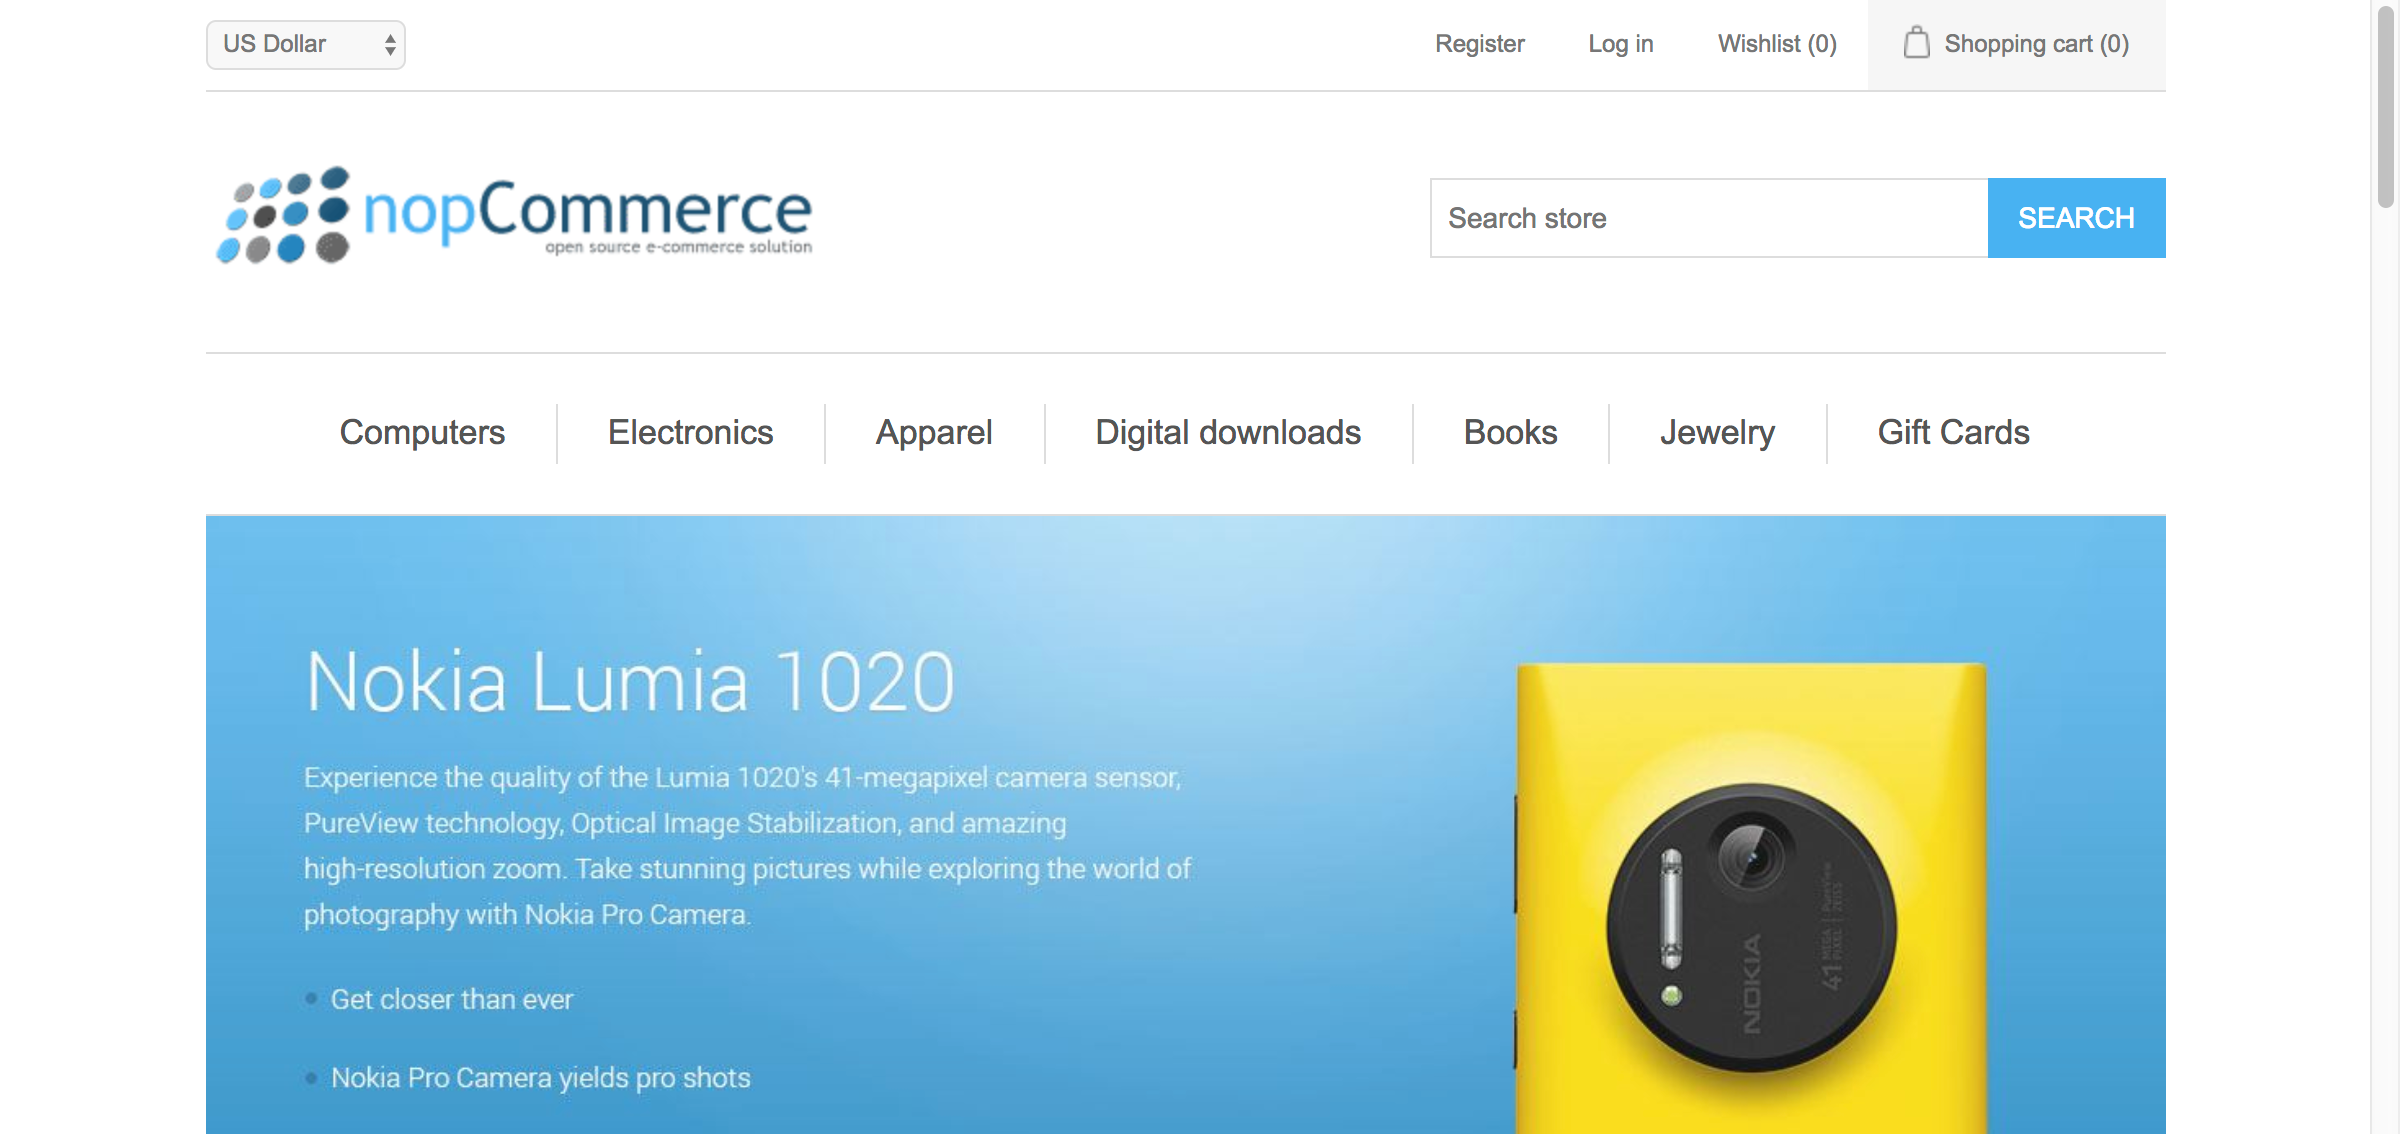 US Dollar
Register
Log in
Wishlist (0)
Shopping cart (0)
nopCommerce
open source e-commerce solution
Search store
SEARCH
Computers
Electronics
Apparel
Digital downloads
Books
Jewelry
Gift Cards
Nokia Lumia 1020
Experience the quality of the Lumia 1020's 41-megapixel camera sensor,
PureView technology, Optical Image Stabilization, and amazing
high-resolution zoom. Take stunning pictures while exploring the world of
photography with Nokia Pro Camera.
Get closer than ever
Nokia Pro Camera yields pro shots
NOKIA
41 MEGA PIXEL
PureView
ZEISS